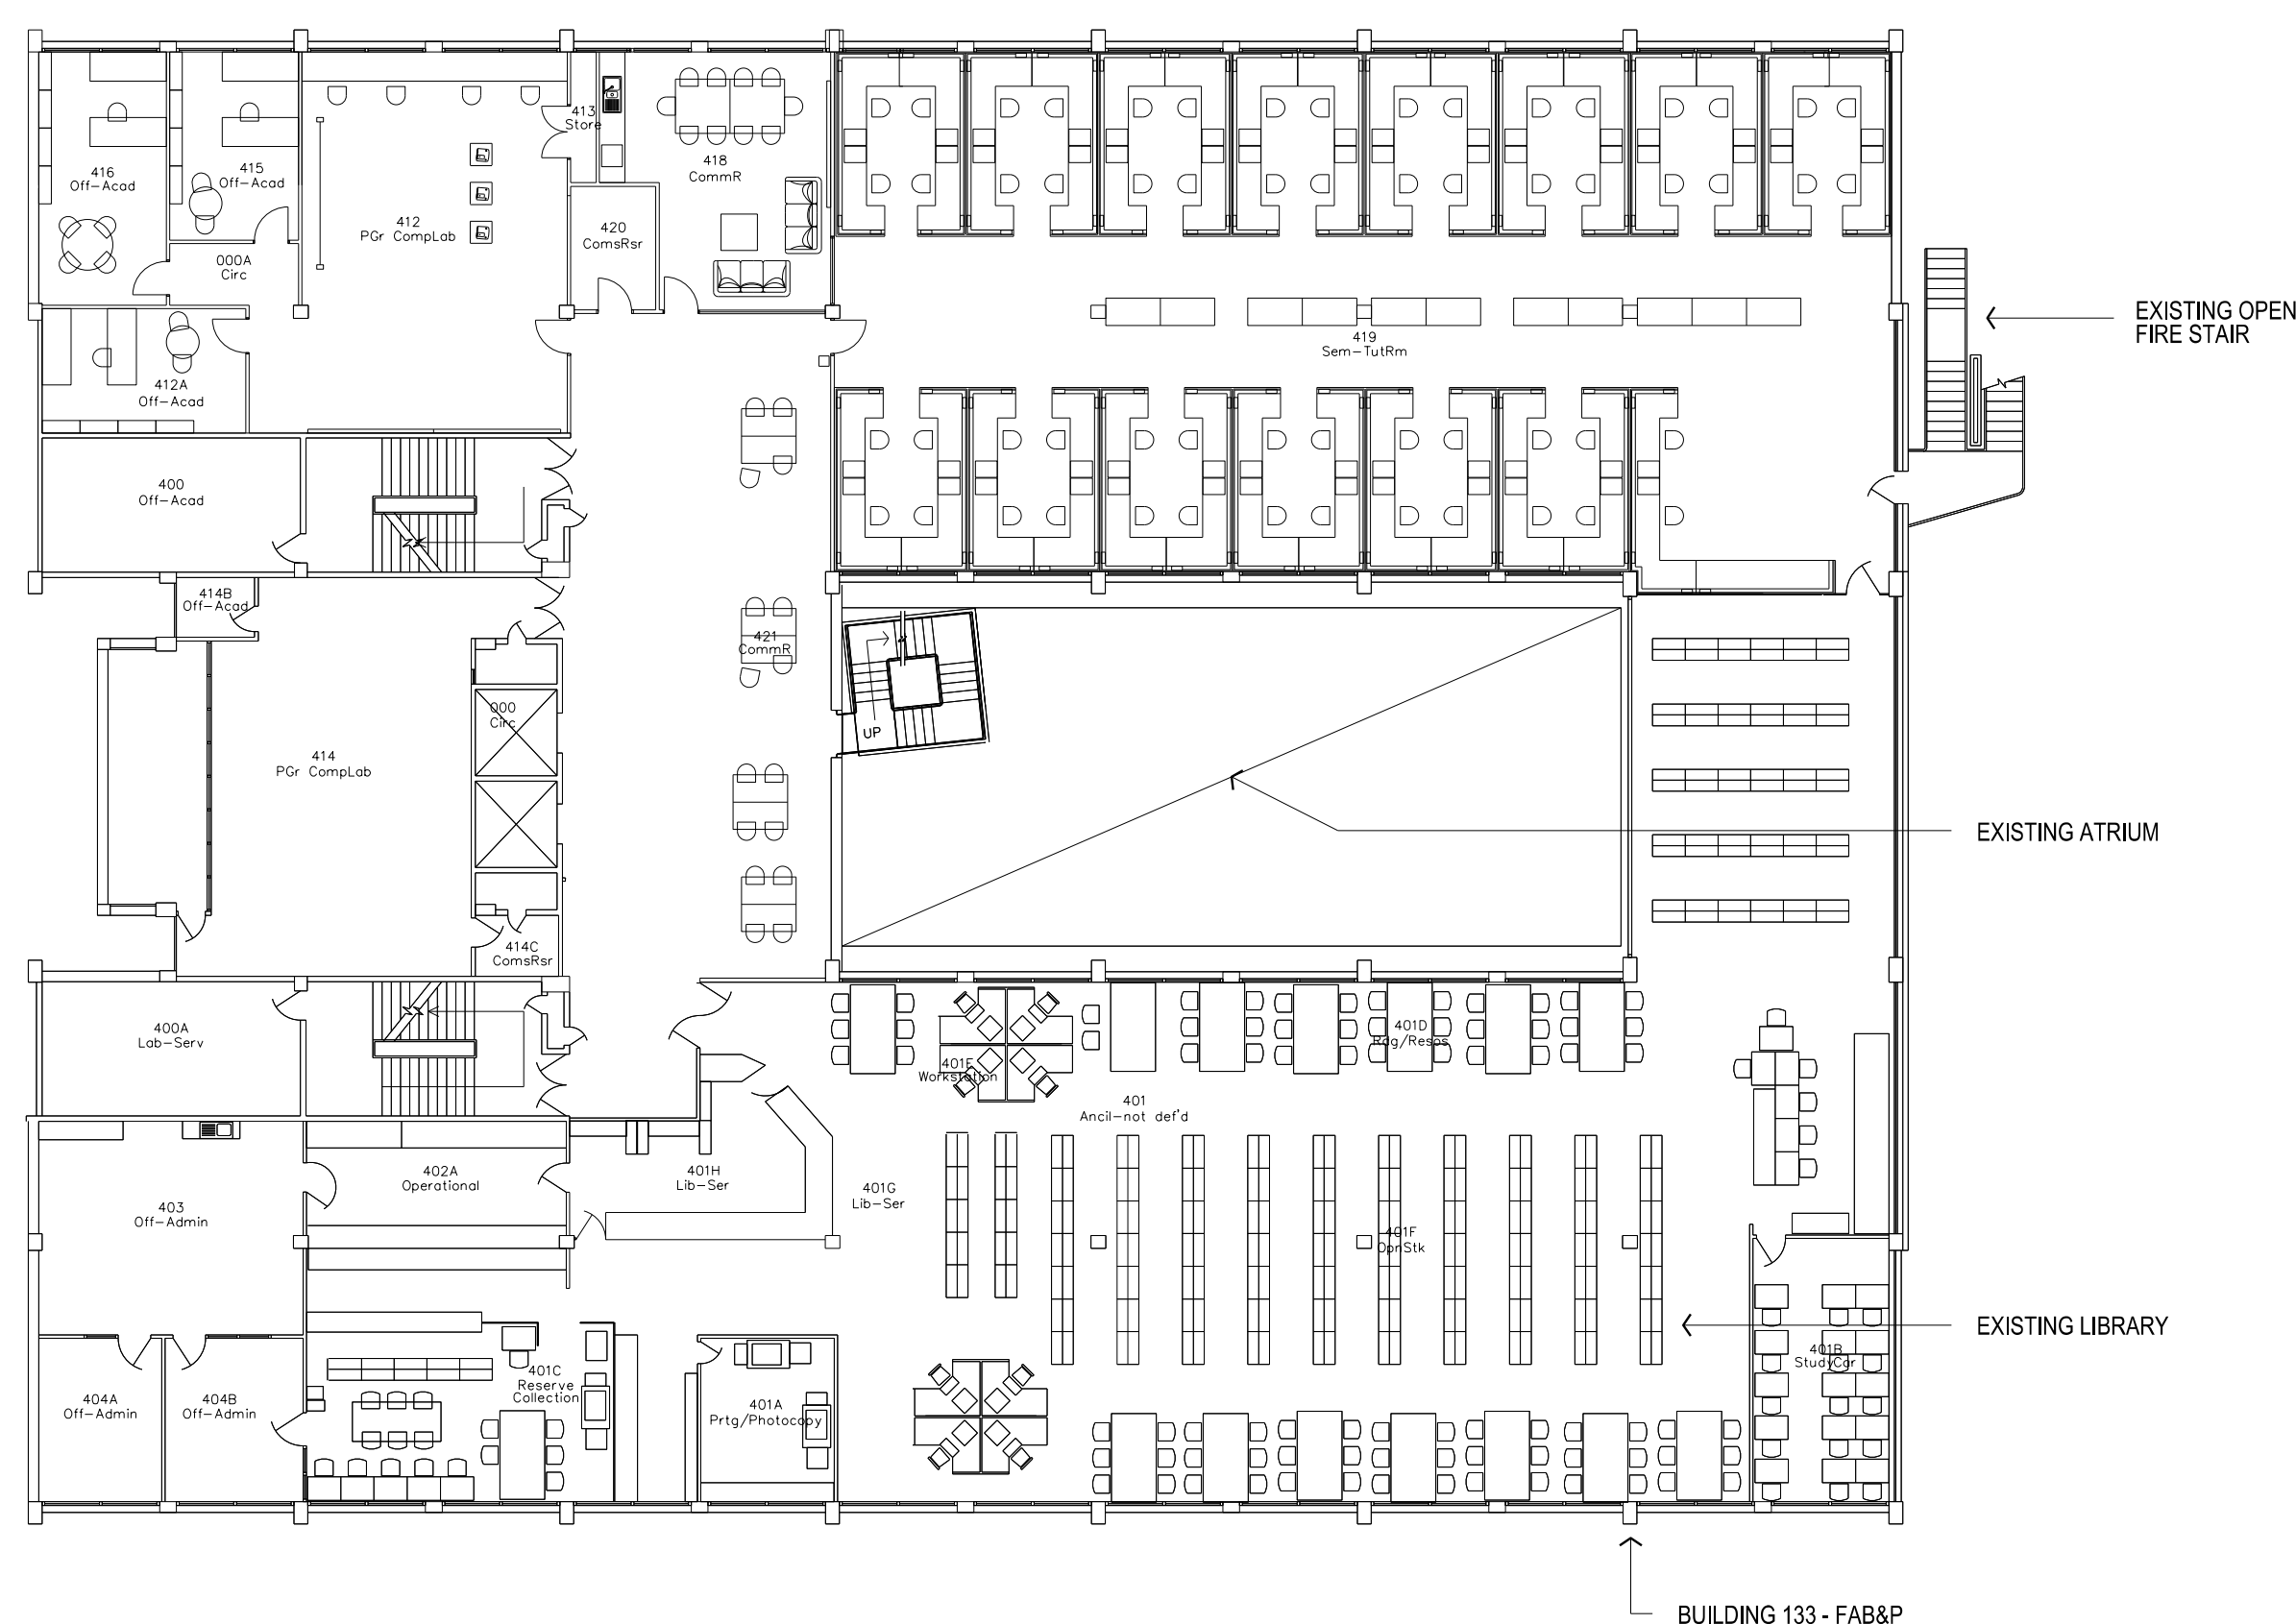 413
Store
416
Off-Acad
415
Off-Acad
418
CommR
412
PGr CompLab
420
ComsRsr
000A
Circ
EXISTING OPEN
FIRE STAIR
419
Sem-TutRm
412A
Off-Acad
400
Off-Acad
414B
Off-Acad
421
CommR
000
Circ
UP
414
PGr CompLab
EXISTING ATRIUM
414C
ComsRsr
400A
Lab-Serv
401D
Rdg/Resos
401E
Workstation
401
Ancil-not def'd
402A
Operational
401H
Lib-Ser
401G
Lib-Ser
403
Off-Admin
401F
OpnStk
EXISTING LIBRARY
401B
StudyCar
401C
Reserve
Collection
404A
Off-Admin
404B
Off-Admin
401A
Prtg/Photocopy
BUILDING 133 - FAB&P